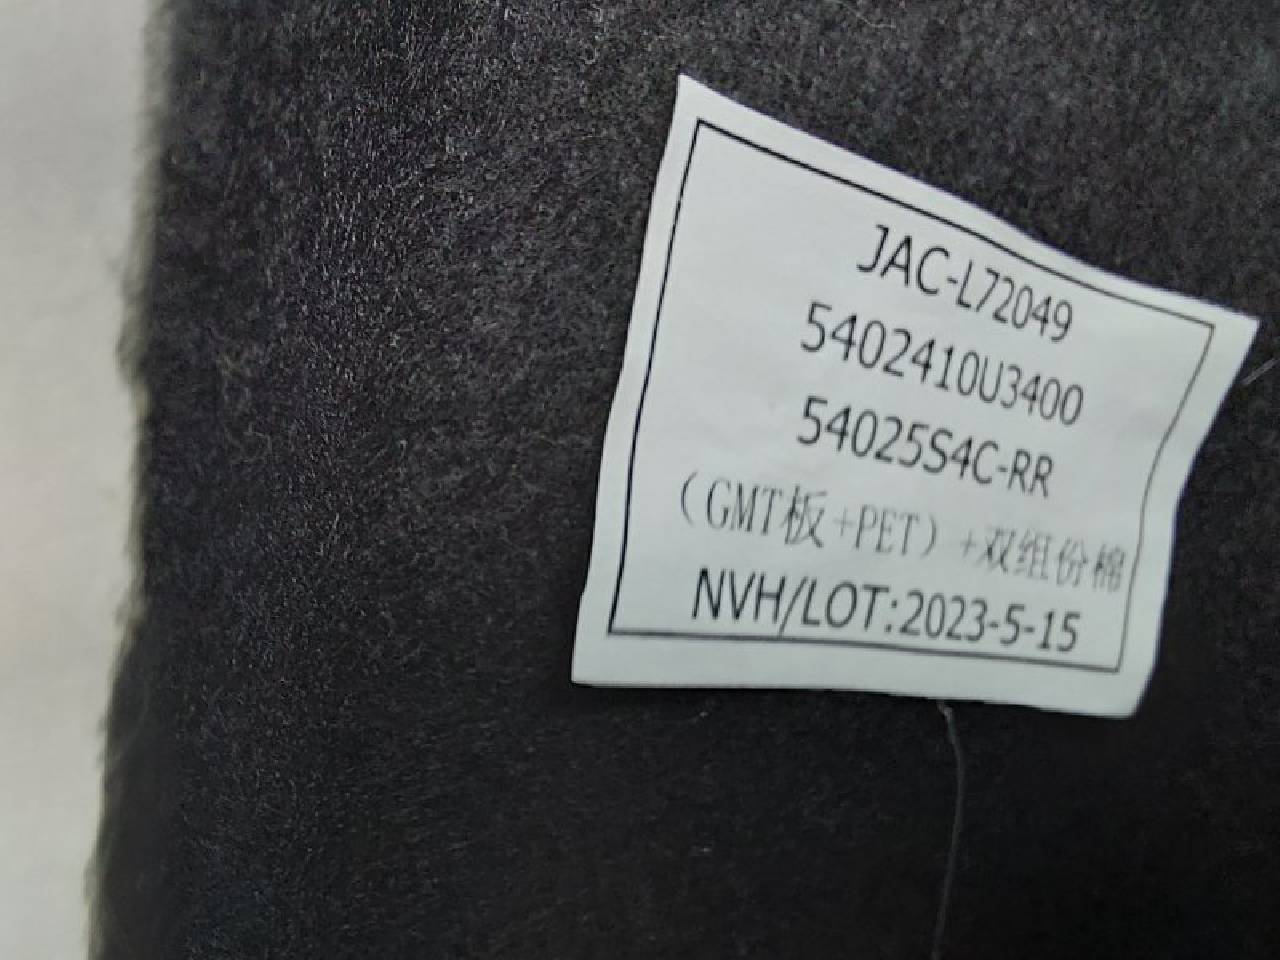 JAC-L72049
5402410U3400
54025S4C-RR
（GMT板+PET）+双组份棉
NVH/LOT:2023-5-15